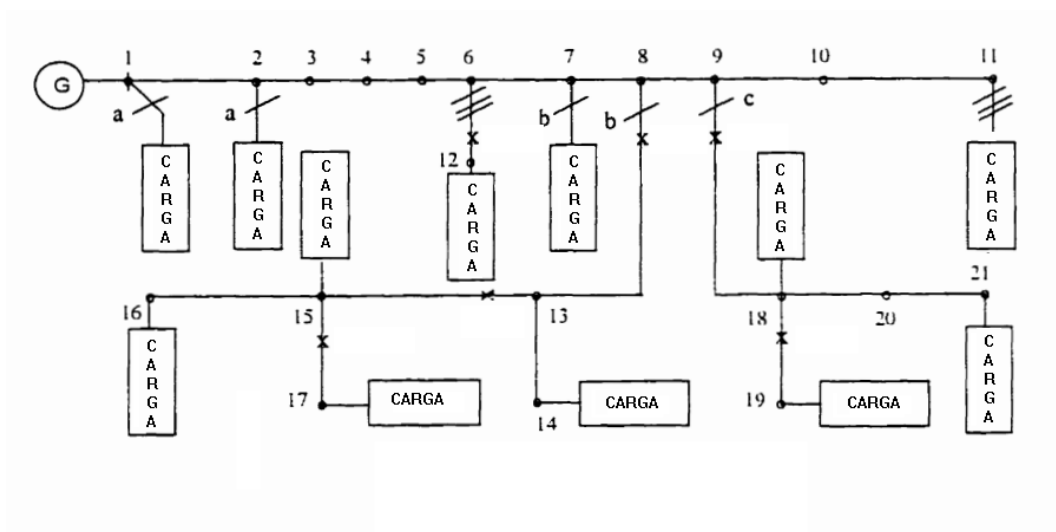 1 2 3 4 5 6 7 8 9 10 11
G
a a b b c
12
CARGA CARGA CARGA CARGA CARGA CARGA CARGA
16 15 13 18 20 21
CARGA CARGA
17 CARGA CARGA 19 CARGA
14